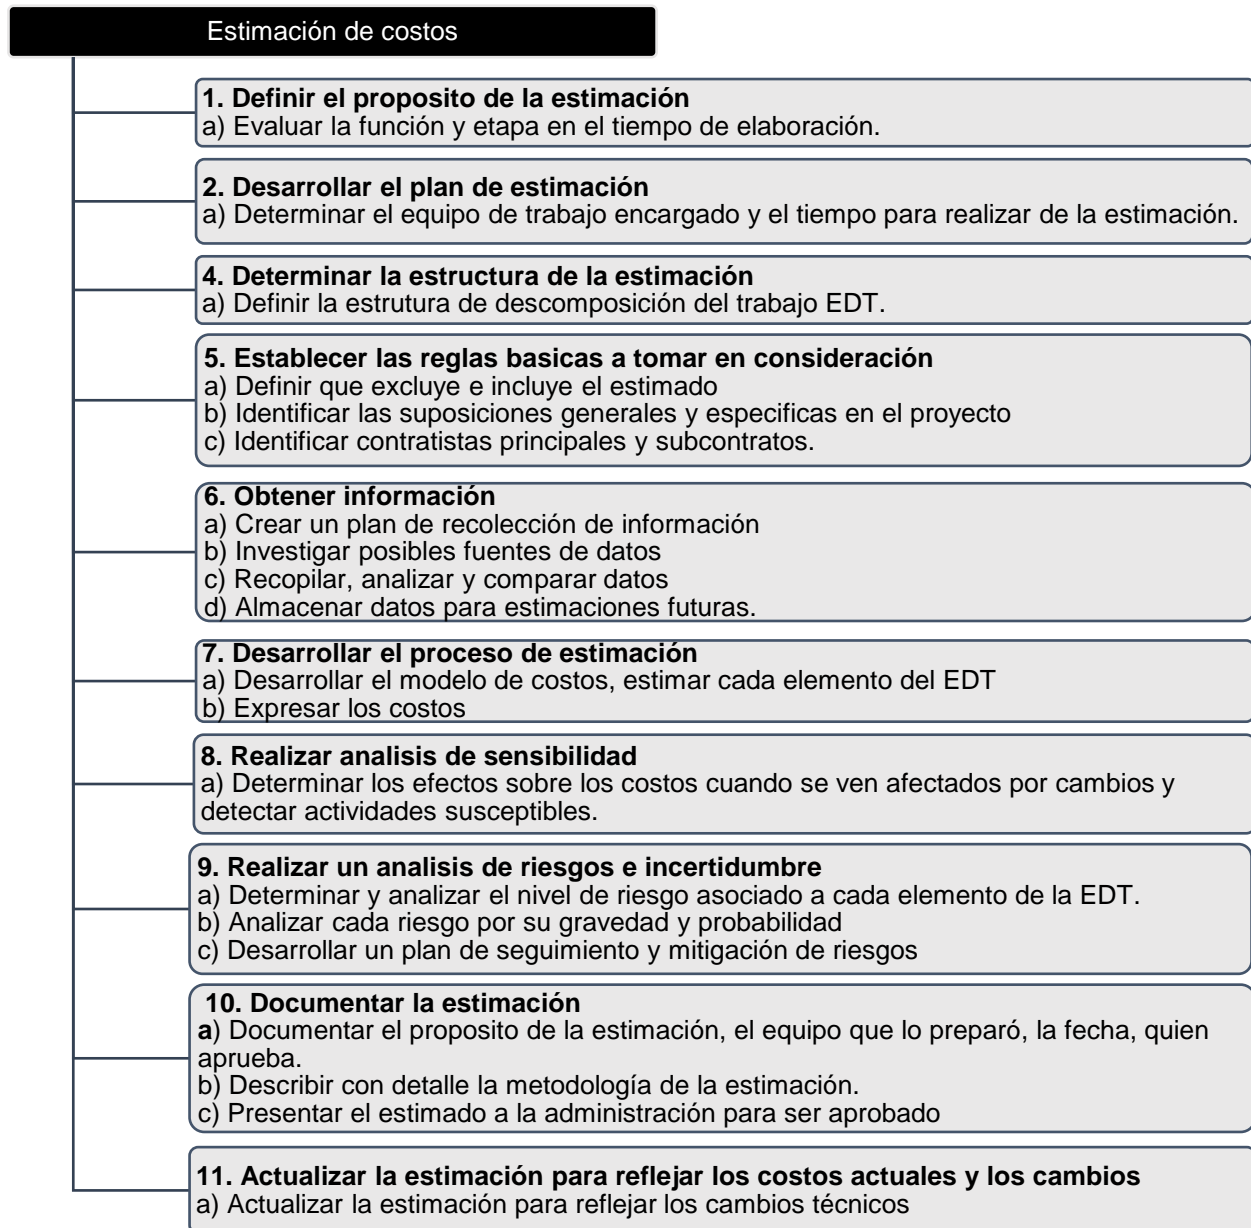 Estimación de costos
1. Definir el proposito de la estimación
a) Evaluar la función y etapa en el tiempo de elaboración.
2. Desarrollar el plan de estimación
a) Determinar el equipo de trabajo encargado y el tiempo para realizar de la estimación.
4. Determinar la estructura de la estimación
a) Definir la estrutura de descomposición del trabajo EDT.
5. Establecer las reglas basicas a tomar en consideración
a) Definir que excluye e incluye el estimado
b) Identificar las suposiciones generales y especificas en el proyecto
c) Identificar contratistas principales y subcontratos.
6. Obtener información
a) Crear un plan de recolección de información
b) Investigar posibles fuentes de datos
c) Recopilar, analizar y comparar datos
d) Almacenar datos para estimaciones futuras.
7. Desarrollar el proceso de estimación
a) Desarrollar el modelo de costos, estimar cada elemento del EDT
b) Expresar los costos
8. Realizar analisis de sensibilidad
a) Determinar los efectos sobre los costos cuando se ven afectados por cambios y
detectar actividades susceptibles.
9. Realizar un analisis de riesgos e incertidumbre
a) Determinar y analizar el nivel de riesgo asociado a cada elemento de la EDT.
b) Analizar cada riesgo por su gravedad y probabilidad
c) Desarrollar un plan de seguimiento y mitigación de riesgos
10. Documentar la estimación
a) Documentar el proposito de la estimación, el equipo que lo preparó, la fecha, quien
aprueba.
b) Describir con detalle la metodología de la estimación.
c) Presentar el estimado a la administración para ser aprobado
11. Actualizar la estimación para reflejar los costos actuales y los cambios
a) Actualizar la estimación para reflejar los cambios técnicos